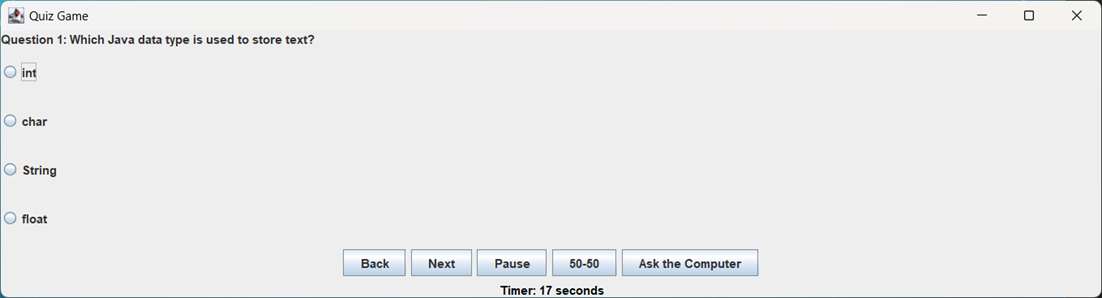 Quiz Game
Question 1: Which Java data type is used to store text?
int
char
String
float
Back Next Pause 50-50 Ask the Computer
Timer: 17 seconds